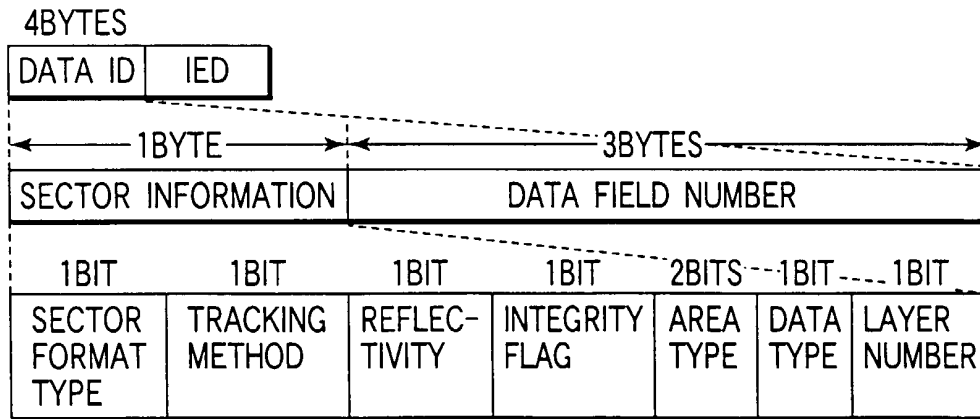 4BYTES
DATA ID IED
1BYTE 3BYTES
SECTOR INFORMATION DATA FIELD NUMBER
1BIT 1BIT 1BIT 1BIT 2BITS 1BIT 1BIT
SECTOR TRACKING REFLEC- INTEGRITY AREA DATA LAYER
FORMAT METHOD TIVITY FLAG TYPE TYPE NUMBER
TYPE